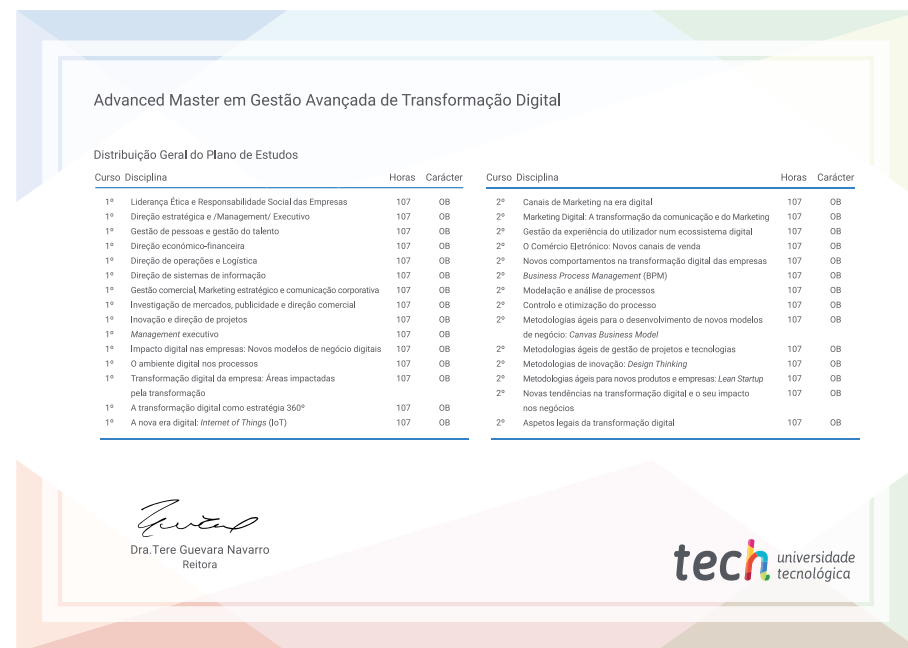 Advanced Master em Gestão Avançada de Transformação Digital
Distribuição Geral do Plano de Estudos
Curso Disciplina Horas Carácter
1º Liderança Ética e Responsabilidade Social das Empresas 107 OB
1º Direção estratégica e /Management/ Executivo 107 OB
1º Gestão de pessoas e gestão do talento 107 OB
1º Direção económico-financeira 107 OB
1º Direção de operações e Logística 107 OB
1º Direção de sistemas de informação 107 OB
1º Gestão comercial, Marketing estratégico e comunicação corporativa 107 OB
1º Investigação de mercados, publicidade e direção comercial 107 OB
1º Inovação e direção de projetos 107 OB
1º Management executivo 107 OB
1º Impacto digital nas empresas: Novos modelos de negócio digitais 107 OB
1º O ambiente digital nos processos 107 OB
1º Transformação digital da empresa: Áreas impactadas 107 OB
pela transformação
1º A transformação digital como estratégia 360º 107 OB
1º A nova era digital: Internet of Things (IoT) 107 OB
Curso Disciplina Horas Carácter
2º Canais de Marketing na era digital 107 OB
2º Marketing Digital: A transformação da comunicação e do Marketing 107 OB
2º Gestão da experiência do utilizador num ecossistema digital 107 OB
2º O Comércio Eletrónico: Novos canais de venda 107 OB
2º Novos comportamentos na transformação digital das empresas 107 OB
2º Business Process Management (BPM) 107 OB
2º Modelação e análise de processos 107 OB
2º Controlo e otimização do processo 107 OB
2º Metodologias ágeis para o desenvolvimento de novos modelos 107 OB
de negócio: Canvas Business Model
2º Metodologias ágeis de gestão de projetos e tecnologias 107 OB
2º Metodologias de inovação: Design Thinking 107 OB
2º Metodologias ágeis para novos produtos e empresas: Lean Startup 107 OB
2º Novas tendências na transformação digital e o seu impacto 107 OB
nos negócios
2º Aspetos legais da transformação digital 107 OB
Dra.Tere Guevara Navarro
Reitora
tech universidade
tecnológica